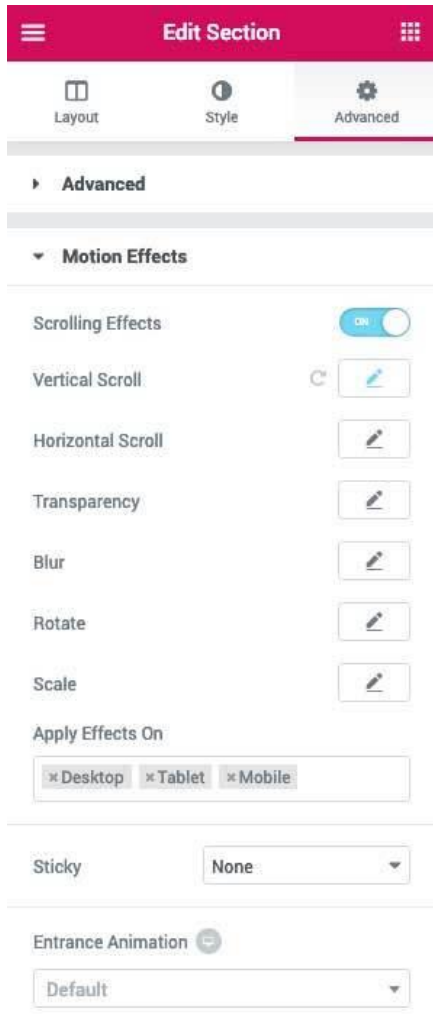 Edit Section
Layout Style Advanced
Advanced
Motion Effects
Scrolling Effects ON
Vertical Scroll
Horizontal Scroll
Transparency
Blur
Rotate
Scale
Apply Effects On
×Desktop ×Tablet ×Mobile
Sticky None
Entrance Animation
Default